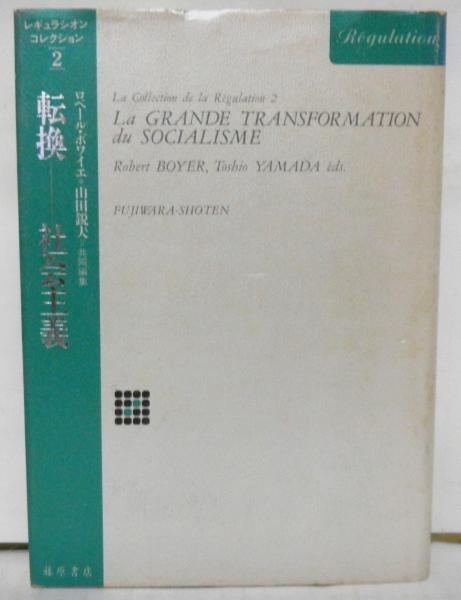 レギュラシオン
コレクション
2
ロベール・ボワイエ+山田鋭夫=共同編集
転換——社会主義
藤原書店
Régulation
La Collection de la Régulation 2
La GRANDE TRANSFORMATION
du SOCIALISME
Robert BOYER, Toshio YAMADA éds.
FUJIWARA-SHOTEN